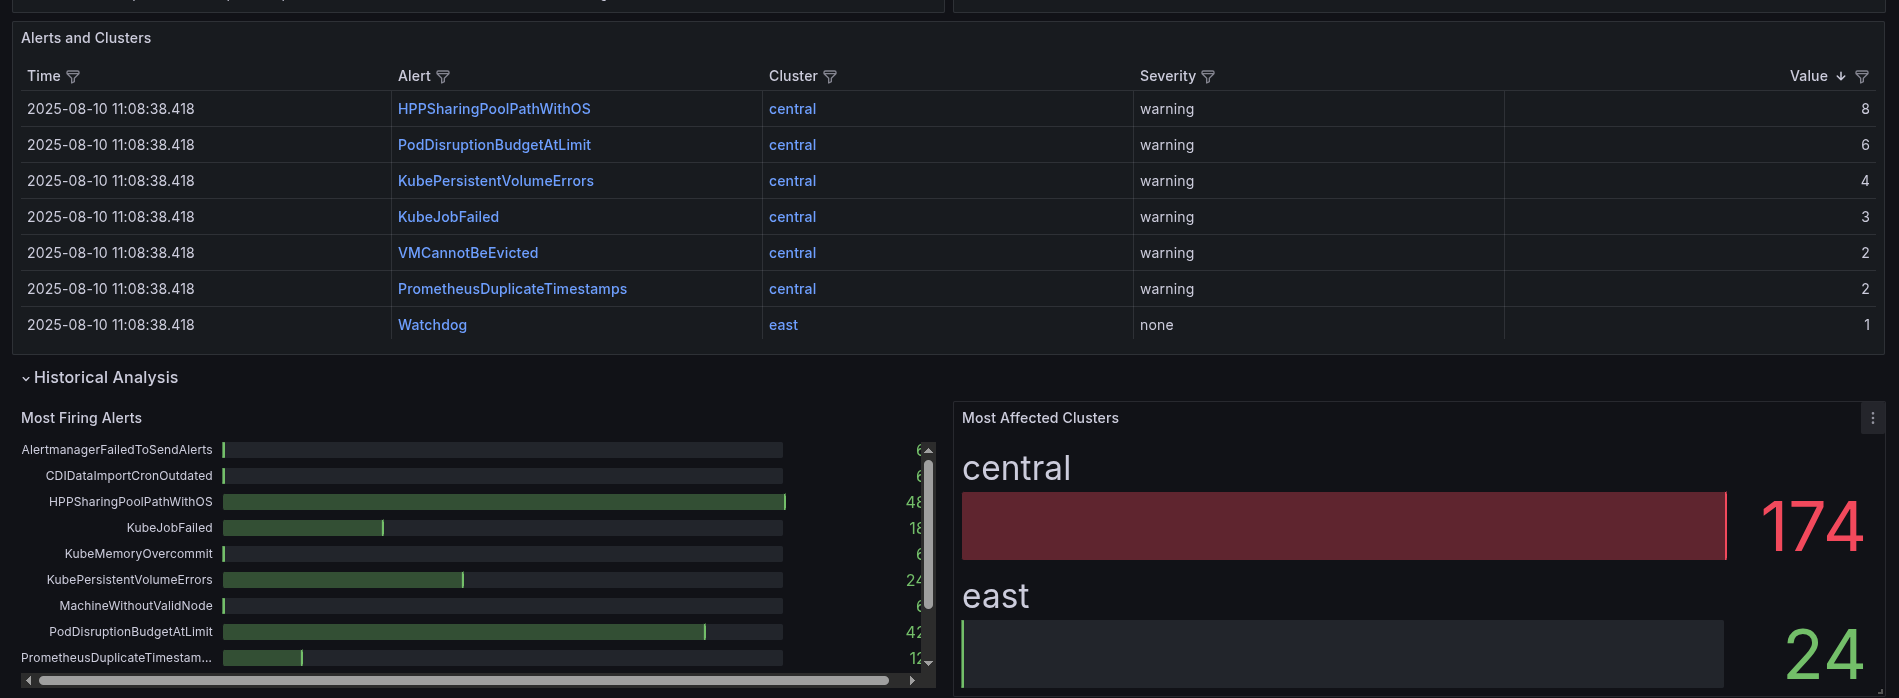 Alerts and Clusters
Time Alert Cluster Severity Value
2025-08-10 11:08:38.418 HPPSharingPoolPathWithOS central warning 8
2025-08-10 11:08:38.418 PodDisruptionBudgetAtLimit central warning 6
2025-08-10 11:08:38.418 KubePersistentVolumeErrors central warning 4
2025-08-10 11:08:38.418 KubeJobFailed central warning 3
2025-08-10 11:08:38.418 VMCannotBeEvicted central warning 2
2025-08-10 11:08:38.418 PrometheusDuplicateTimestamps central warning 2
2025-08-10 11:08:38.418 Watchdog east none 1
Historical Analysis
Most Firing Alerts
AlertmanagerFailedToSendAlerts 6
CDIDataImportCronOutdated 6
HPPSharingPoolPathWithOS 48
KubeJobFailed 18
KubeMemoryOvercommit 6
KubePersistentVolumeErrors 24
MachineWithoutValidNode 6
PodDisruptionBudgetAtLimit 42
PrometheusDuplicateTimestam... 12
Most Affected Clusters
central
174
east
24